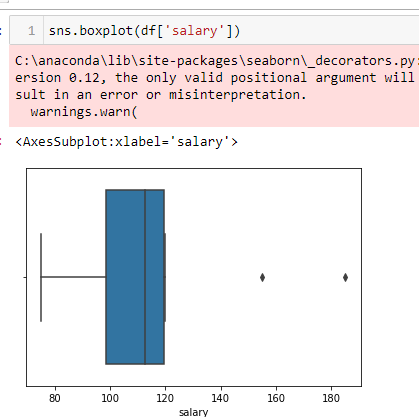 1 sns.boxplot(df['salary'])
C:\anaconda\lib\site-packages\seaborn\_decorators.py:
ersion 0.12, the only valid positional argument will
sult in an error or misinterpretation.
warnings.warn(
<AxesSubplot:xlabel='salary'>
80 100 120 140 160 180
salary